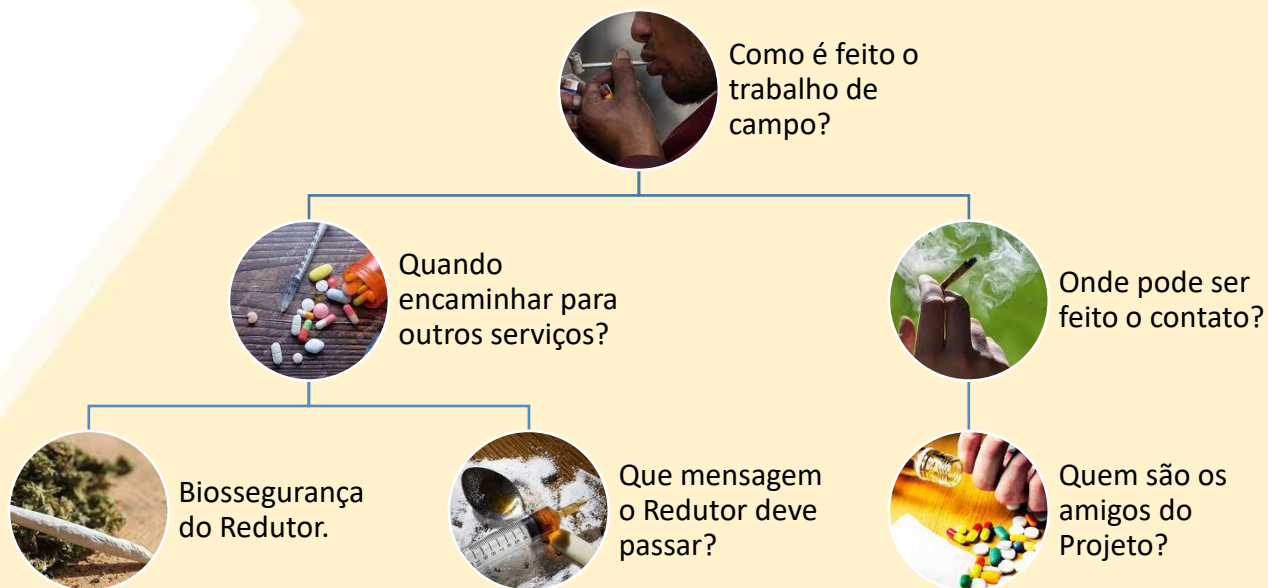 Como é feito o
trabalho de
campo?
Quando
encaminhar para
outros serviços?
Onde pode ser
feito o contato?
Biossegurança
do Redutor.
Que mensagem
o Redutor deve
passar?
Quem são os
amigos do
Projeto?